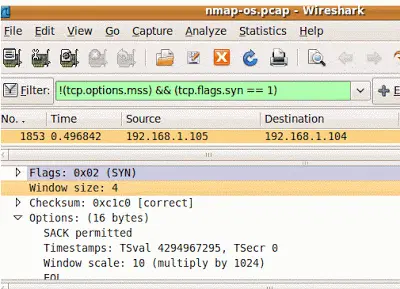 nmap-os.pcap - Wireshark
File Edit View Go Capture Analyze Statistics Help
Filter: !(tcp.options.mss) && (tcp.flags.syn == 1)
No. . Time Source Destination
1853 0.496842 192.168.1.105 192.168.1.104
Flags: 0x02 (SYN)
Window size: 4
Checksum: 0xc1c0 [correct]
Options: (16 bytes)
SACK permitted
Timestamps: TSval 4294967295, TSecr 0
Window scale: 10 (multiply by 1024)
EOL